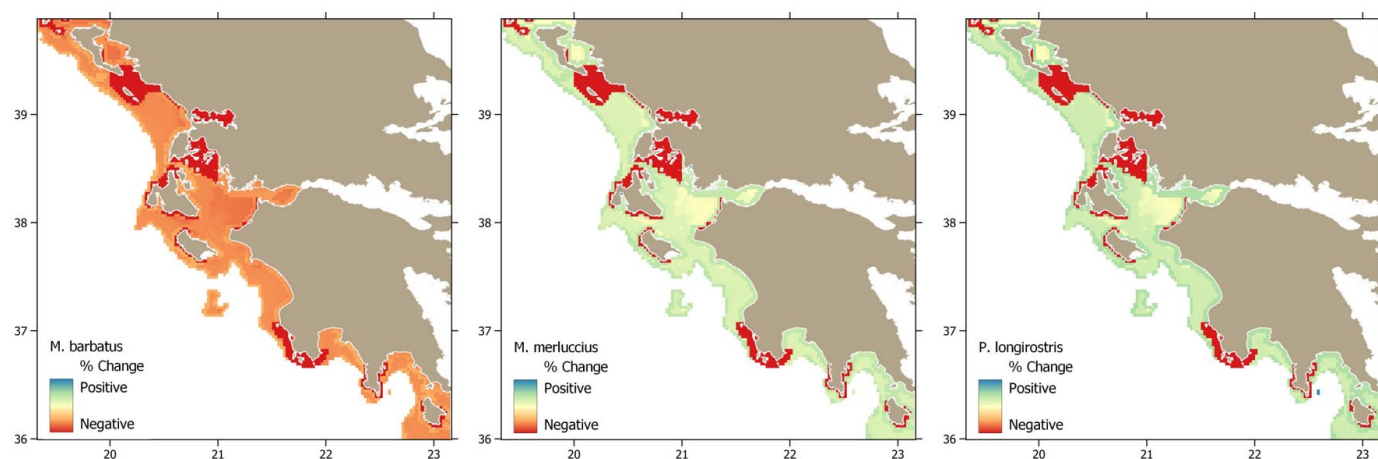 39
38
37
36
M. barbatus
% Change
Positive
Negative
20
21
22
23
39
38
37
36
M. merluccius
% Change
Positive
Negative
20
21
22
23
39
38
37
36
P. longirostris
% Change
Positive
Negative
20
21
22
23